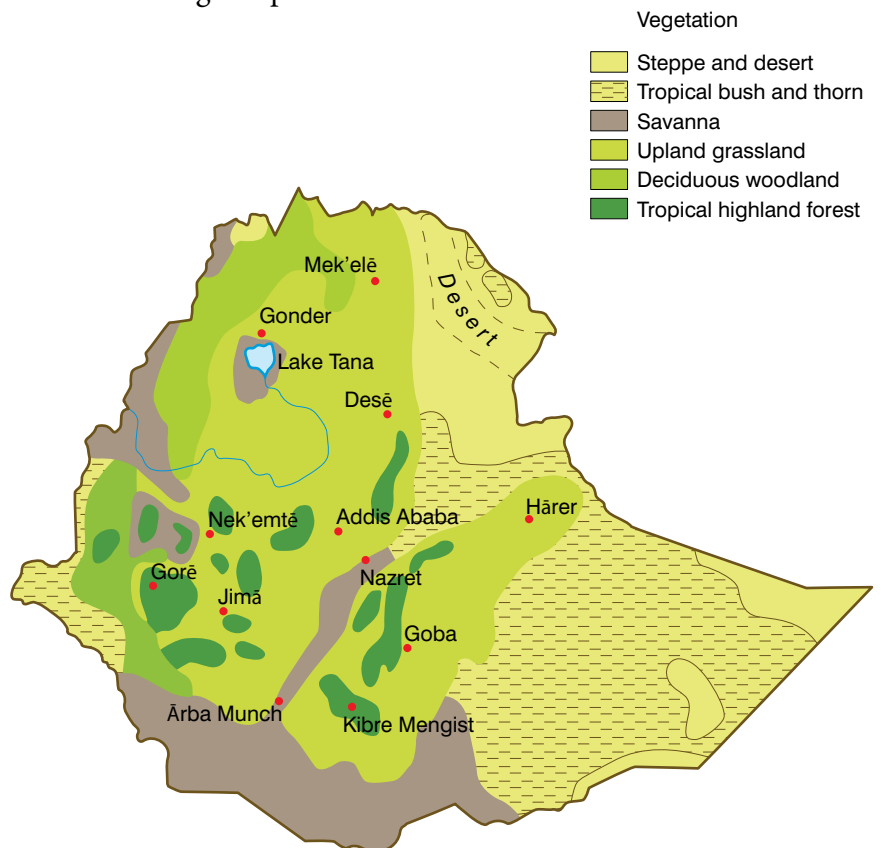 Vegetation
Steppe and desert
Tropical bush and thorn
Savanna
Upland grassland
Deciduous woodland
Tropical highland forest
Mek'elē
Desert
Gonder
Lake Tana
Desē
Nek'emtē
Addis Ababa
Hārer
Gorē
Nazret
Jimā
Goba
Ārba Munch
Kibre Mengist